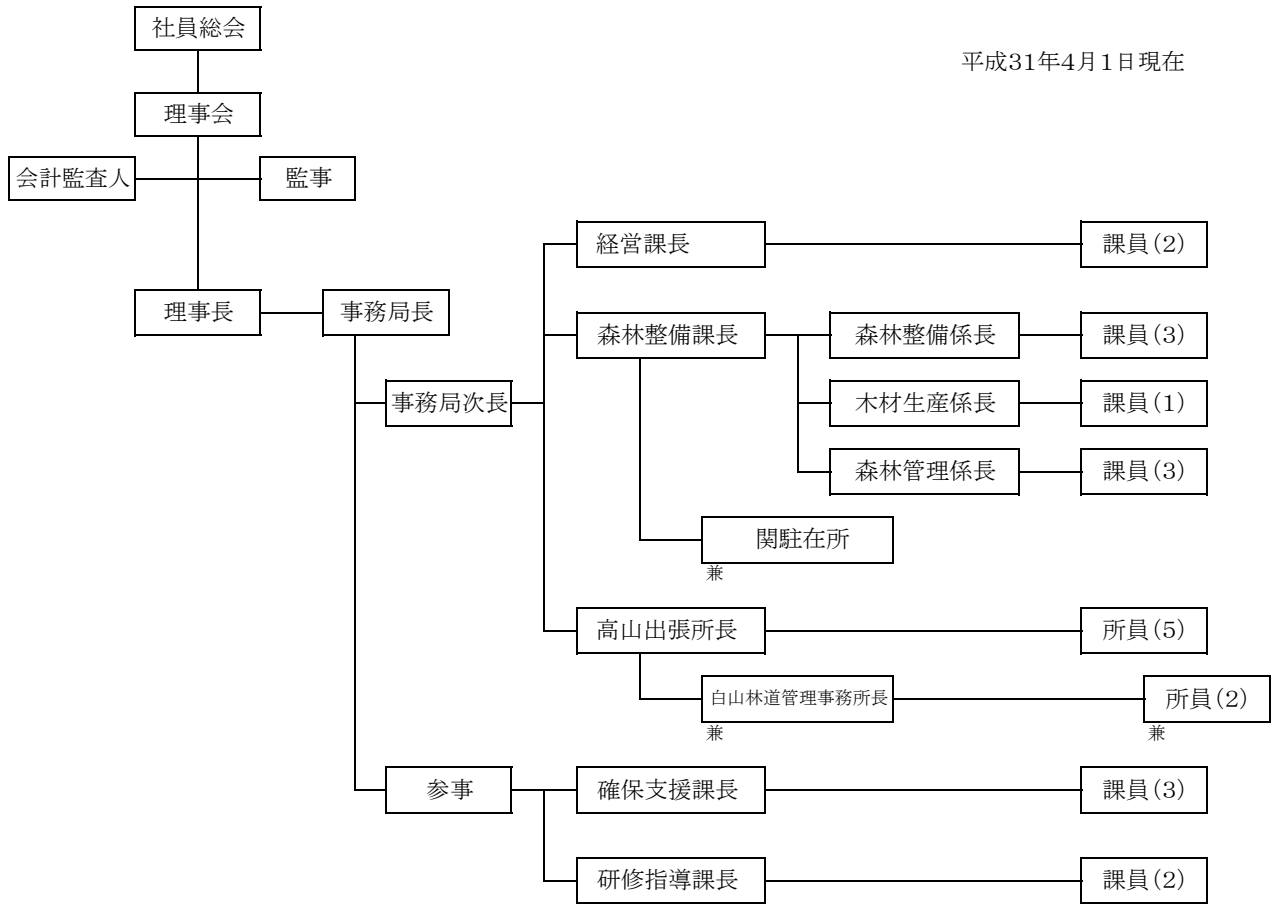 社員総会
平成31年4月1日現在
理事会
会計監査人
監事
経営課長
課員(2)
理事長
事務局長
森林整備課長
森林整備係長
課員(3)
事務局次長
木材生産係長
課員(1)
森林管理係長
課員(3)
関駐在所
兼
高山出張所長
所員(5)
白山林道管理事務所長
所員(2)
兼
兼
参事
確保支援課長
課員(3)
研修指導課長
課員(2)